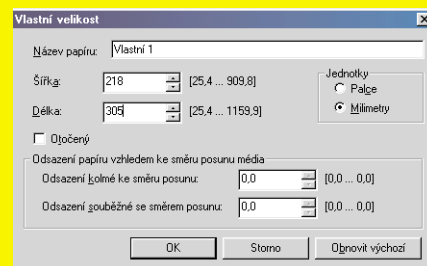 Vlastní velikost
Název papíru: Vlastní 1
Šířka: 218 [25,4 ... 909,8]
Délka: 305 [25,4 ... 1159,9]
Jednotky
Palce
Milimetry
Otočený
Odsazení papíru vzhledem ke směru posunu média
Odsazení kolmé ke směru posunu: 0,0 [0,0 ... 0,0]
Odsazení souběžné se směrem posunu: 0,0 [0,0 ... 0,0]
OK Storno Obnovit výchozí